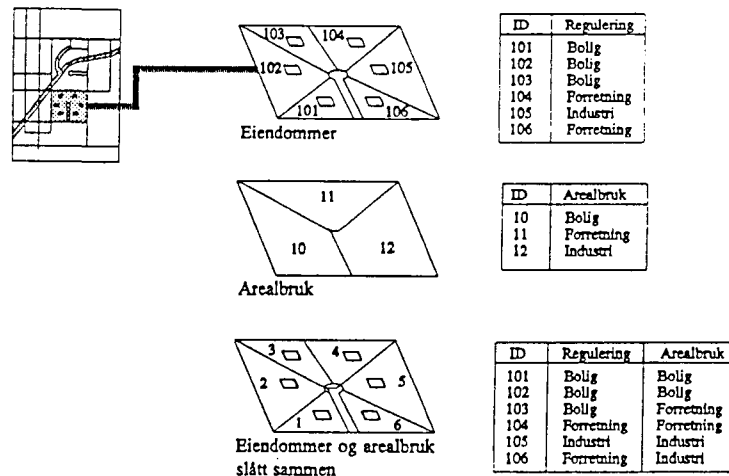 103 104
102 105
101 106
Eiendommer
ID Regulering
101 Bolig
102 Bolig
103 Bolig
104 Forretning
105 Industri
106 Forretning
11
10 12
Arealbruk
ID Arealbruk
10 Bolig
11 Forretning
12 Industri
3 4
2 5
1 6
Eiendommer og arealbruk
slått sammen
ID Regulering Arealbruk
101 Bolig Bolig
102 Bolig Bolig
103 Bolig Forretning
104 Forretning Forretning
105 Industri Industri
106 Forretning Industri